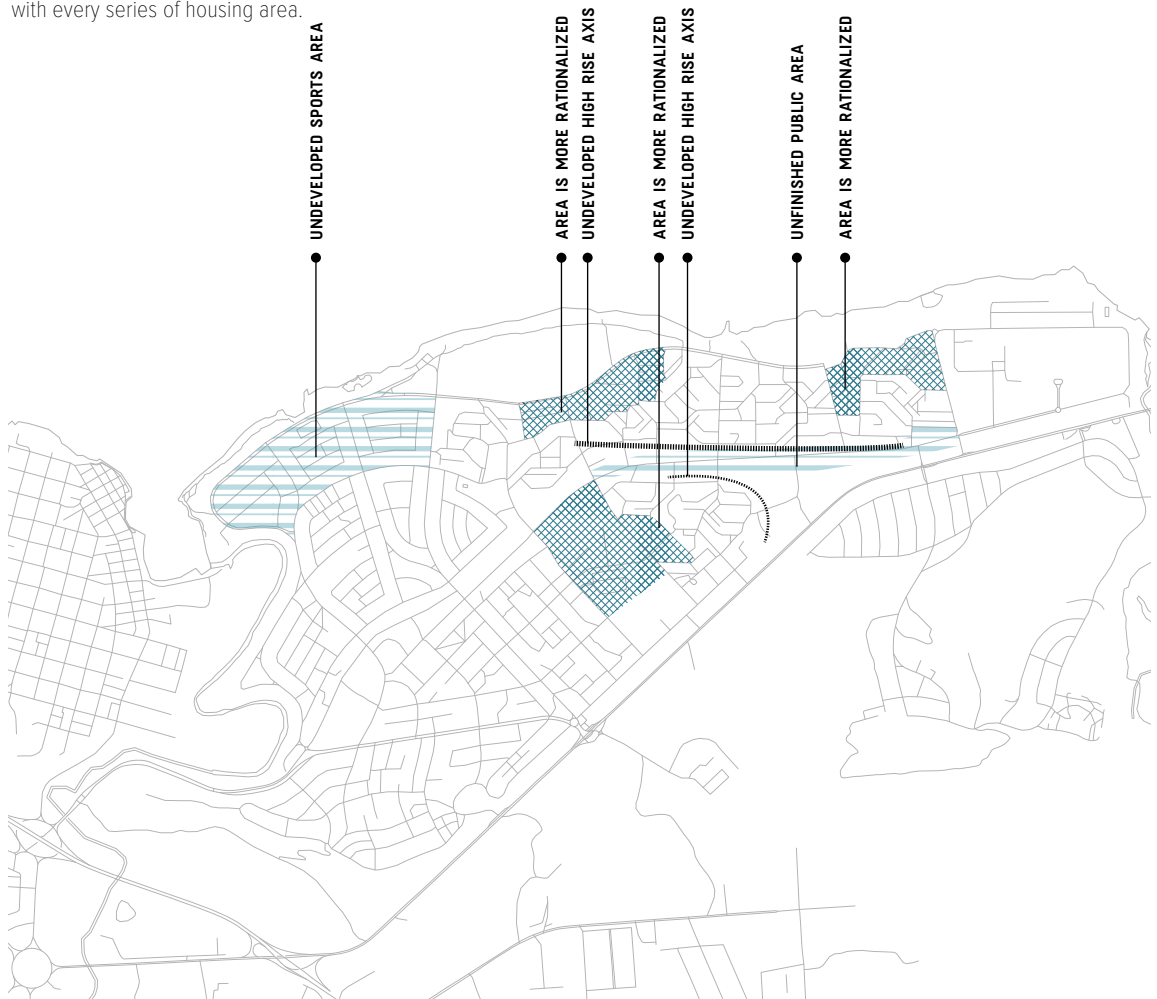 with every series of housing area.
UNDEVELOPED SPORTS AREA
AREA IS MORE RATIONALIZED
UNDEVELOPED HIGH RISE AXIS
AREA IS MORE RATIONALIZED
UNDEVELOPED HIGH RISE AXIS
UNFINISHED PUBLIC AREA
AREA IS MORE RATIONALIZED